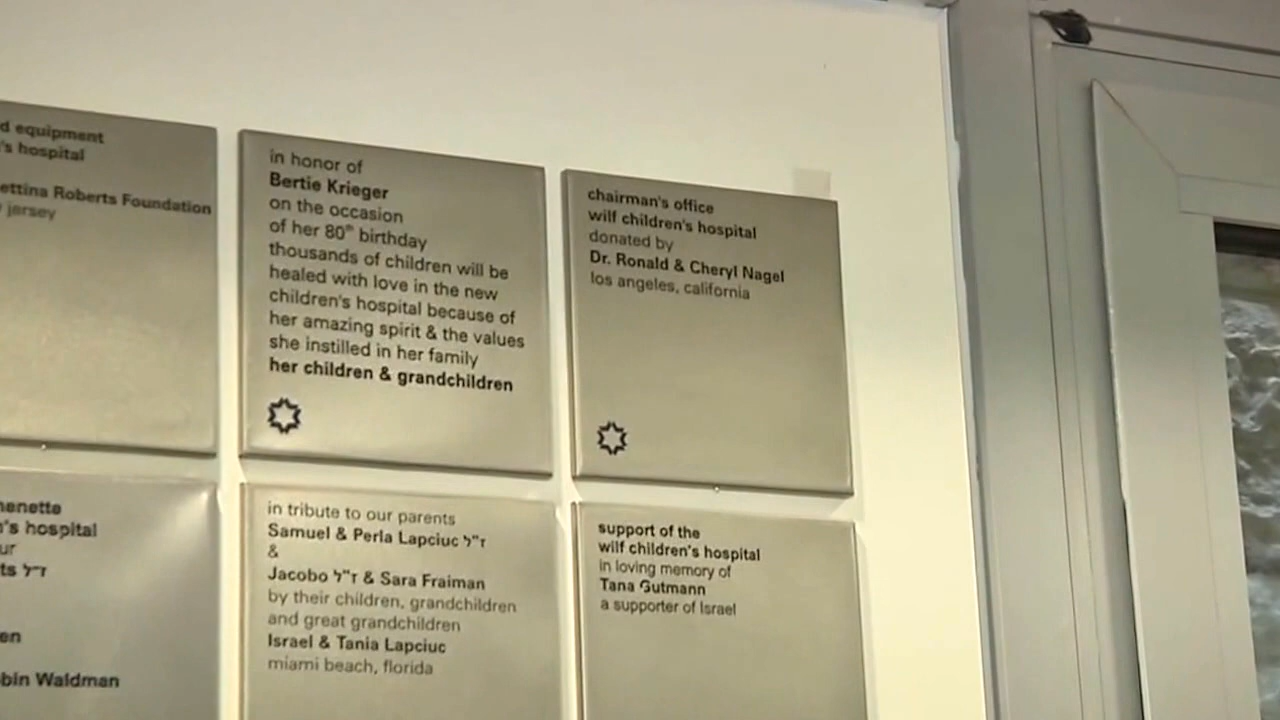 d equipment
's hospital
ettina Roberts Foundation
jersey
in honor of
Bertie Krieger
on the occasion
of her 80th birthday
thousands of children will be
healed with love in the new
children's hospital because of
her amazing spirit & the values
she instilled in her family
her children & grandchildren
chairman's office
wilf children's hospital
donated by
Dr. Ronald & Cheryl Nagel
los angeles, california
nenette
's hospital
ur
ts ז"ל
en
bin Waldman
in tribute to our parents
Samuel & Perla Lapciuc ז"ל
&
Jacobo ז"ל & Sara Fraiman
by their children, grandchildren
and great grandchildren
Israel & Tania Lapciuc
miami beach, florida
support of the
wilf children's hospital
in loving memory of
Tana Gutmann
a supporter of Israel